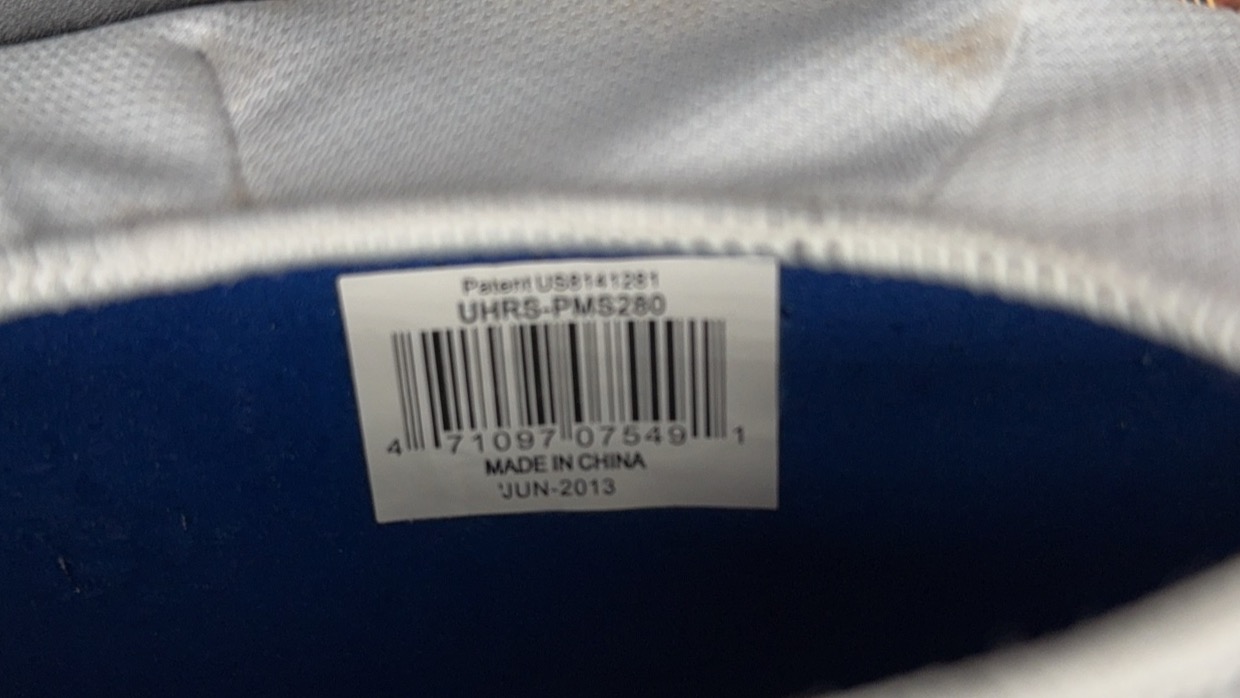 Patent US8141281
UHRS-PMS280
4 71097 07549 1
MADE IN CHINA
'JUN-2013